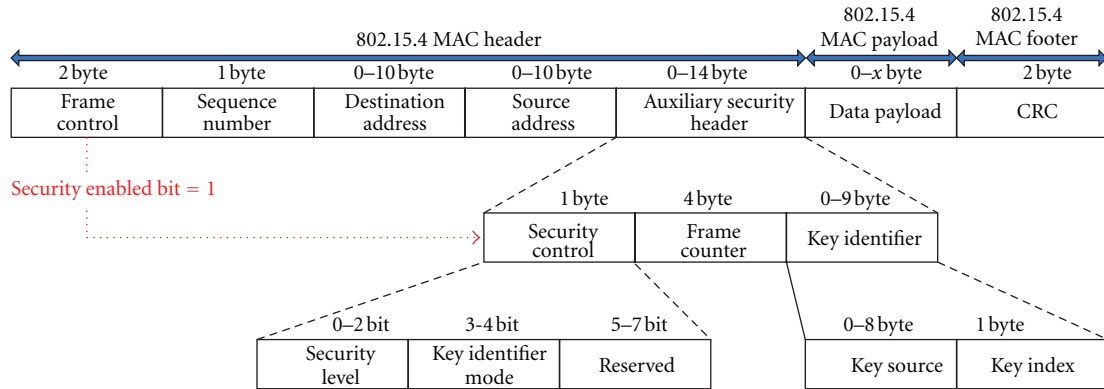 802.15.4 MAC header
802.15.4
MAC payload
802.15.4
MAC footer
2 byte
1 byte
0–10 byte
0–10 byte
0–14 byte
0–x byte
2 byte
Frame
control
Sequence
number
Destination
address
Source
address
Auxiliary security
header
Data payload
CRC
Security enabled bit = 1
1 byte
4 byte
0–9 byte
Security
control
Frame
counter
Key identifier
0–2 bit
3-4 bit
5–7 bit
0–8 byte
1 byte
Security
level
Key identifier
mode
Reserved
Key source
Key index